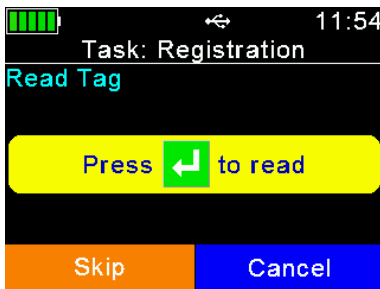 11:54
Task: Registration
Read Tag
Press to read
Skip
Cancel